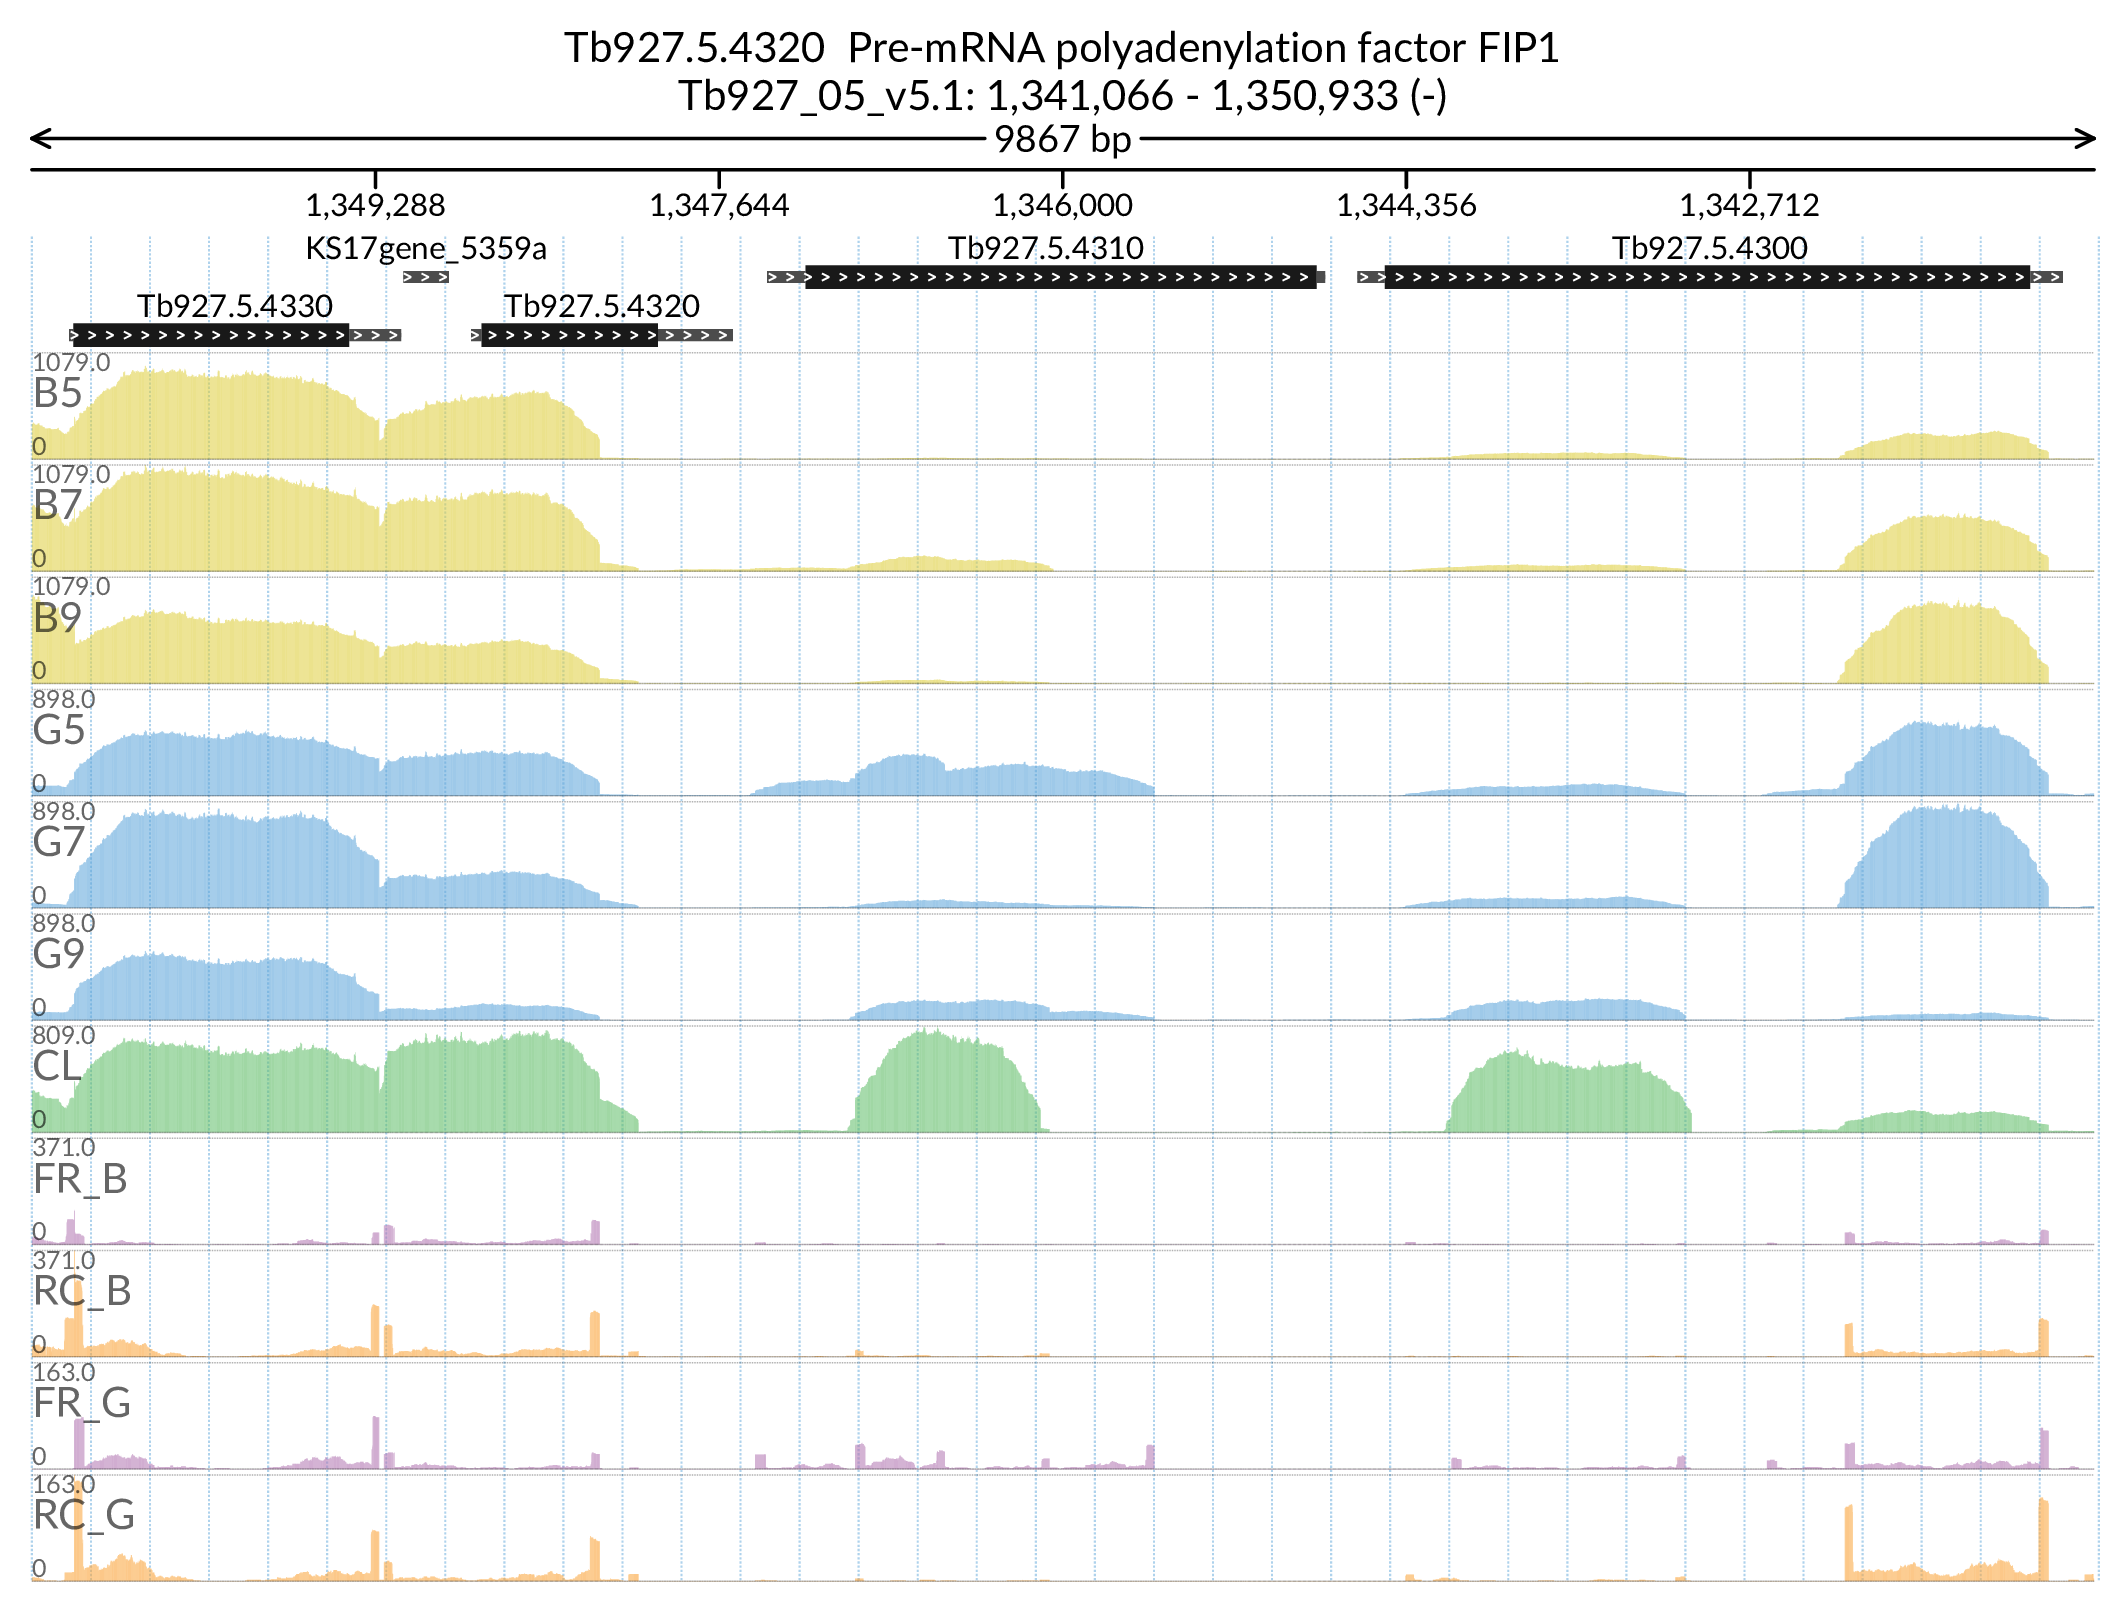 Tb927.5.4320  Pre-mRNA polyadenylation factor FIP1
Tb927_05_v5.1: 1,341,066 - 1,350,933 (-)
9867 bp
1,349,288 1,347,644 1,346,000 1,344,356 1,342,712
KS17gene_5359a Tb927.5.4310 Tb927.5.4300
Tb927.5.4330 Tb927.5.4320
1079.0
B5
0
1079.0
B7
0
1079.0
B9
0
898.0
G5
0
898.0
G7
0
898.0
G9
0
809.0
CL
0
371.0
FR_B
0
371.0
RC_B
0
163.0
FR_G
0
163.0
RC_G
0